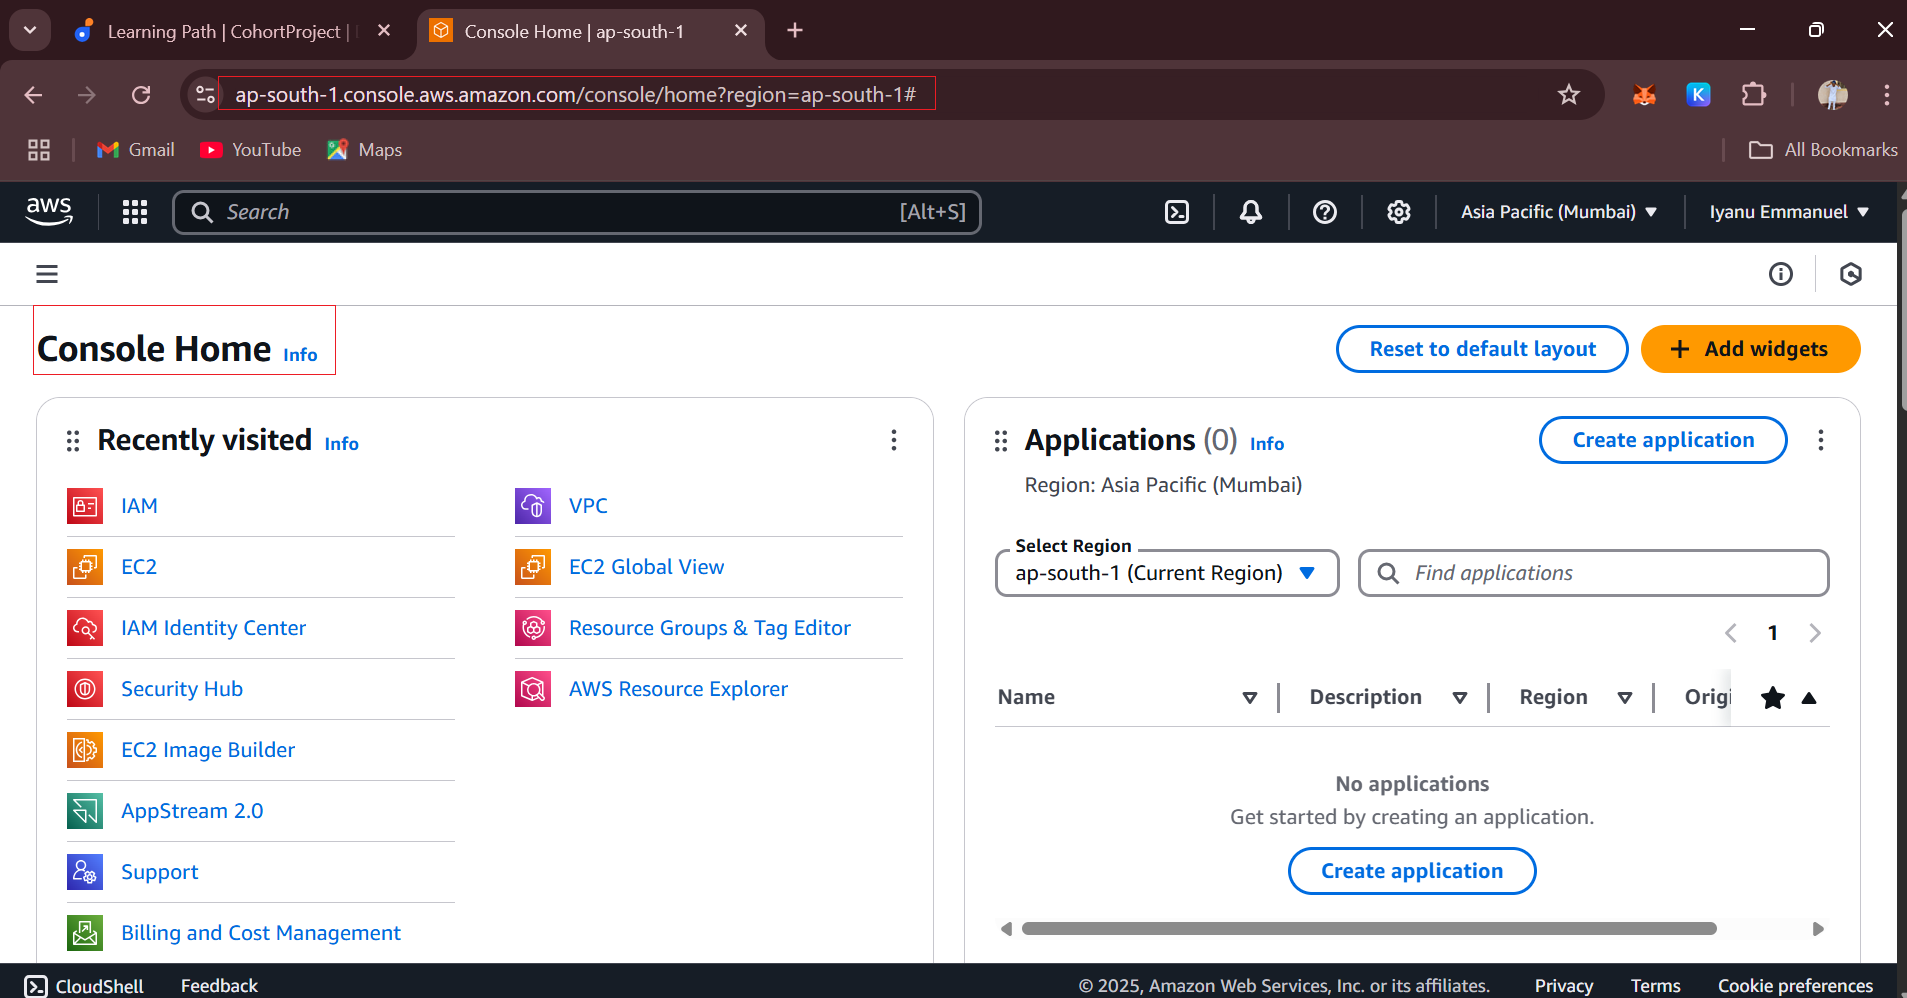 Learning Path | CohortProject |
Console Home | ap-south-1
ap-south-1.console.aws.amazon.com/console/home?region=ap-south-1#
K
Gmail
YouTube
Maps
All Bookmarks
aws
Search
[Alt+S]
Asia Pacific (Mumbai)
Iyanu Emmanuel
Console Home Info
Reset to default layout
+ Add widgets
Recently visited Info
IAM
EC2
IAM Identity Center
Security Hub
EC2 Image Builder
AppStream 2.0
Support
Billing and Cost Management
VPC
EC2 Global View
Resource Groups & Tag Editor
AWS Resource Explorer
Applications (0) Info
Create application
Region: Asia Pacific (Mumbai)
Select Region
ap-south-1 (Current Region)
Find applications
1
Name
Description
Region
Origi
No applications
Get started by creating an application.
Create application
CloudShell
Feedback
© 2025, Amazon Web Services, Inc. or its affiliates.
Privacy
Terms
Cookie preferences